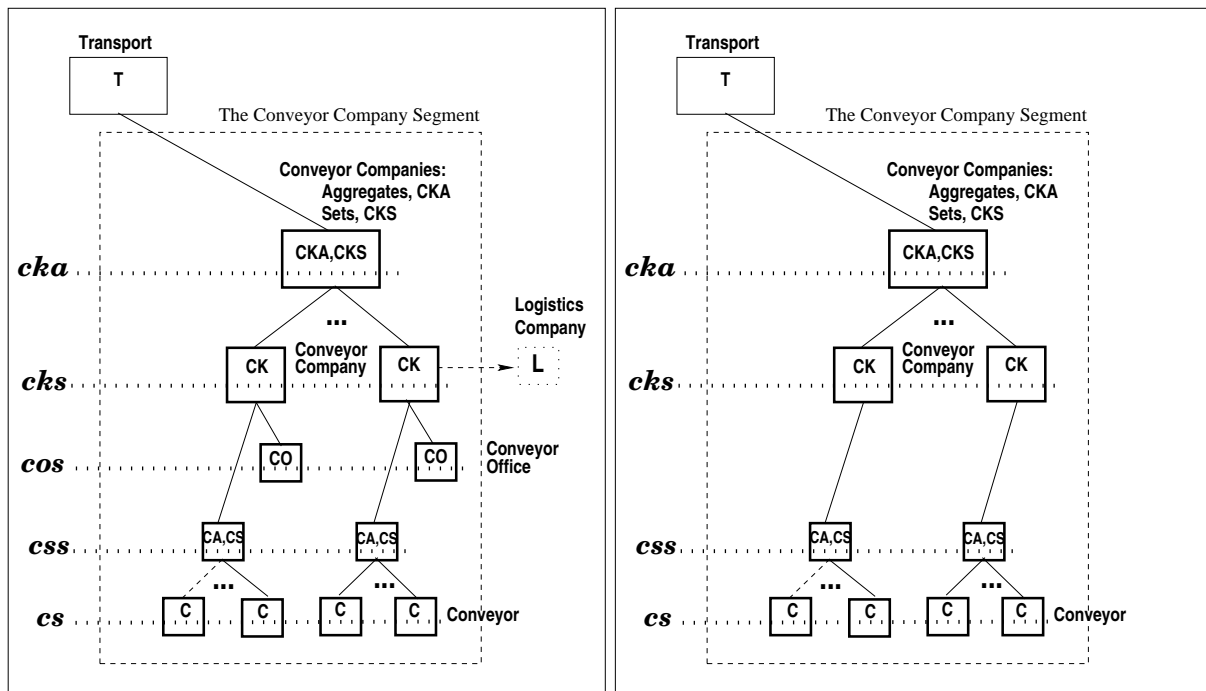 Transport
T
The Conveyor Company Segment
Conveyor Companies:
Aggregates, CKA
Sets, CKS
CKA,CKS
cka
...
Logistics
Company
CK
Conveyor
Company
CK
L
cks
CO
CO
Conveyor
Office
cos
CA,CS
CA,CS
css
...
...
C
C
C
C
Conveyor
cs
Transport
T
The Conveyor Company Segment
Conveyor Companies:
Aggregates, CKA
Sets, CKS
CKA,CKS
cka
...
CK
Conveyor
Company
CK
cks
CA,CS
CA,CS
css
...
...
C
C
C
C
Conveyor
cs